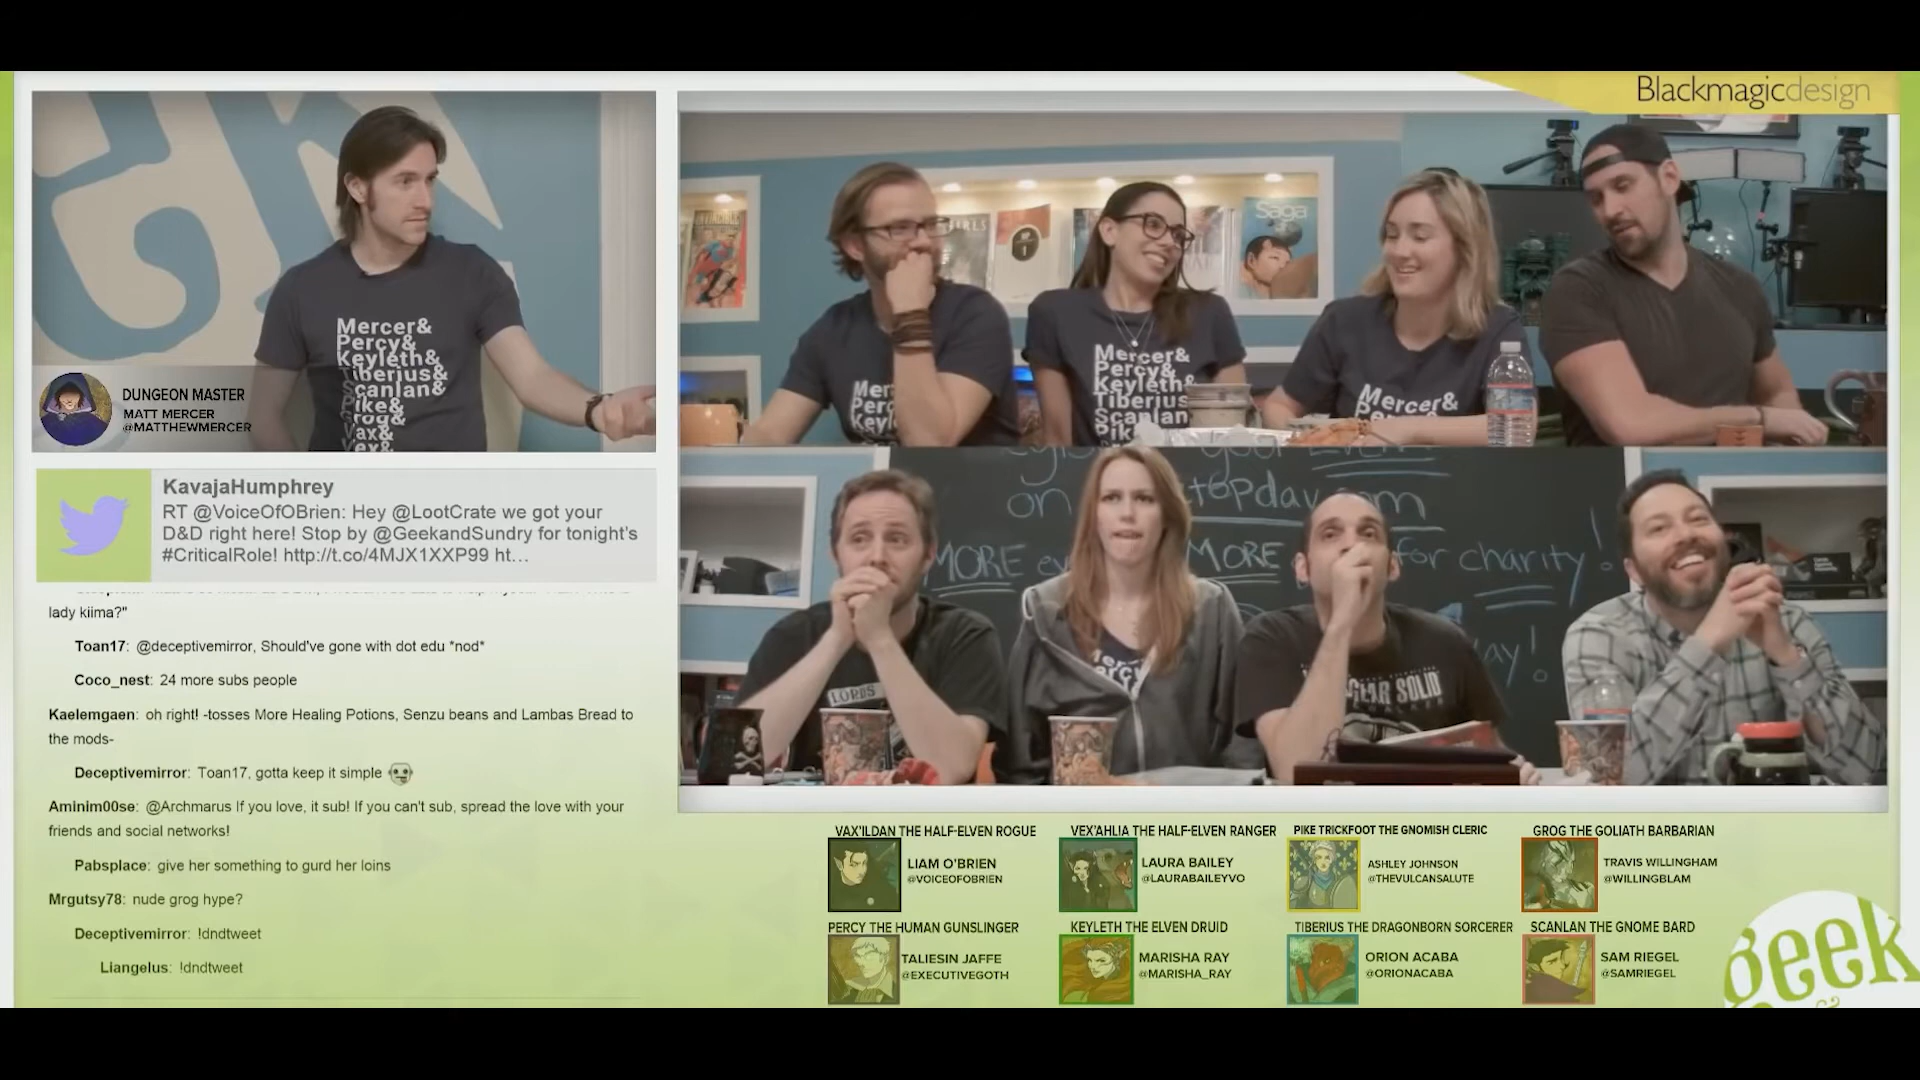 Blackmagicdesign
INVINCIBLE
Saga
Mercer&
Percy&
Keyleth&
Tiberius&
Scanlan&
Pike&
Grog&
Vax&
Vex&
DUNGEON MASTER
MATT MERCER
@MATTHEWMERCER
Mercer&
Percy&
Keyleth&
Tiberius
Scanlan
Pik
Mercer&
on
MORE
MORE
for charity!
LORDS
SOLID
KavajaHumphrey
RT @VoiceOfOBrien: Hey @LootCrate we got your
D&D right here! Stop by @GeekandSundry for tonight's
#CriticalRole! http://t.co/4MJX1XXP99 ht...
lady kiima?"
Toan17: @deceptivemirror, Should've gone with dot edu *nod*
Coco_nest: 24 more subs people
Kaelemgaen: oh right! -tosses More Healing Potions, Senzu beans and Lambas Bread to
the mods-
Deceptivemirror: Toan17, gotta keep it simple
Aminim00se: @Archmarus If you love, it sub! If you can't sub, spread the love with your
friends and social networks!
Pabsplace: give her something to gurd her loins
Mrgutsy78: nude grog hype?
Deceptivemirror: !dndtweet
Liangelus: !dndtweet
VAX'ILDAN THE HALF-ELVEN ROGUE
LIAM O'BRIEN
@VOICEOFOBRIEN
VEX'AHLIA THE HALF-ELVEN RANGER
LAURA BAILEY
@LAURABAILEYVO
PIKE TRICKFOOT THE GNOMISH CLERIC
ASHLEY JOHNSON
@THEVULCANSALUTE
GROG THE GOLIATH BARBARIAN
TRAVIS WILLINGHAM
@WILLINGBLAM
PERCY THE HUMAN GUNSLINGER
TALIESIN JAFFE
@EXECUTIVEGOTH
KEYLETH THE ELVEN DRUID
MARISHA RAY
@MARISHA_RAY
TIBERIUS THE DRAGONBORN SORCERER
ORION ACABA
@ORIONACABA
SCANLAN THE GNOME BARD
SAM RIEGEL
@SAMRIEGEL
geek
&